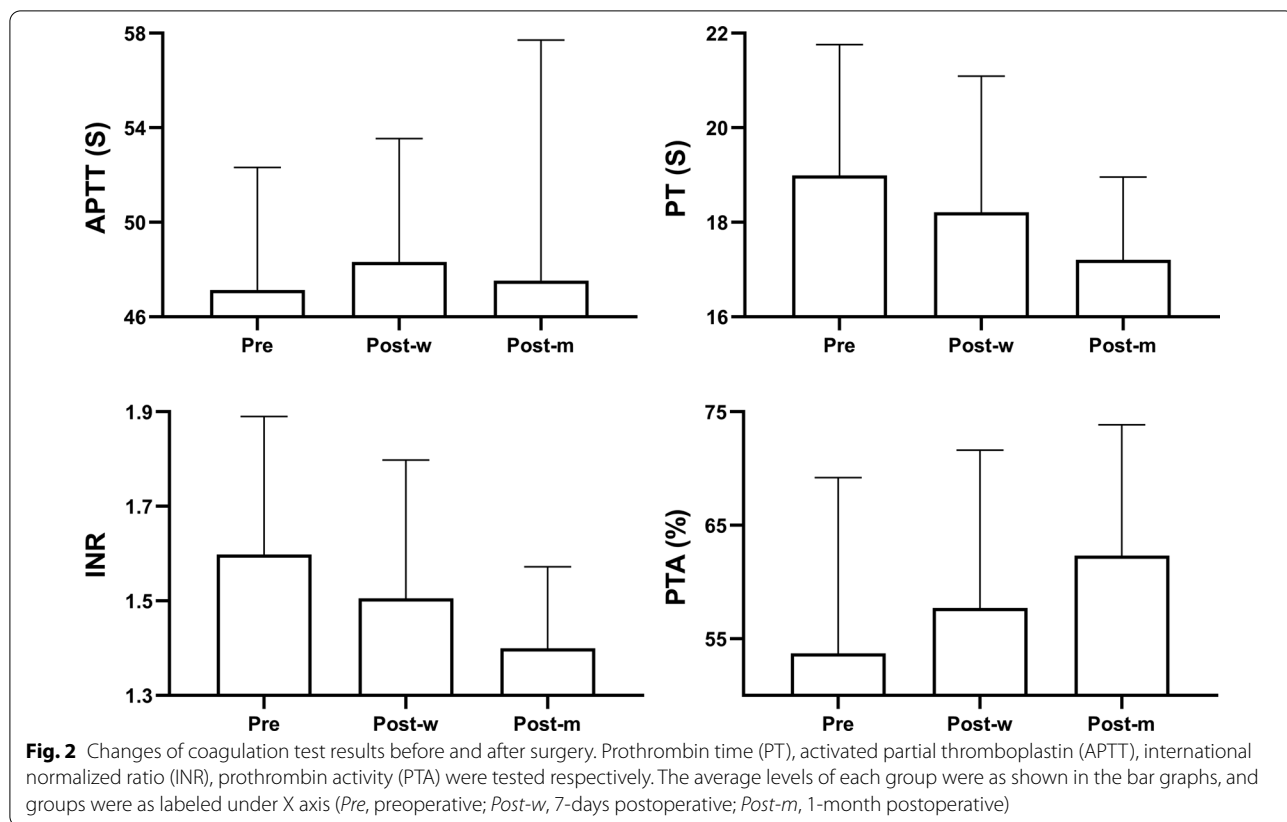 58
54
50
46
APTT (S)
Pre
Post-w
Post-m
22
20
18
16
PT (S)
Pre
Post-w
Post-m
1.9
1.7
1.5
1.3
INR
Pre
Post-w
Post-m
75
65
55
PTA (%)
Pre
Post-w
Post-m
Fig. 2 Changes of coagulation test results before and after surgery. Prothrombin time (PT), activated partial thromboplastin (APTT), international
normalized ratio (INR), prothrombin activity (PTA) were tested respectively. The average levels of each group were as shown in the bar graphs, and
groups were as labeled under X axis (Pre, preoperative; Post-w, 7-days postoperative; Post-m, 1-month postoperative)